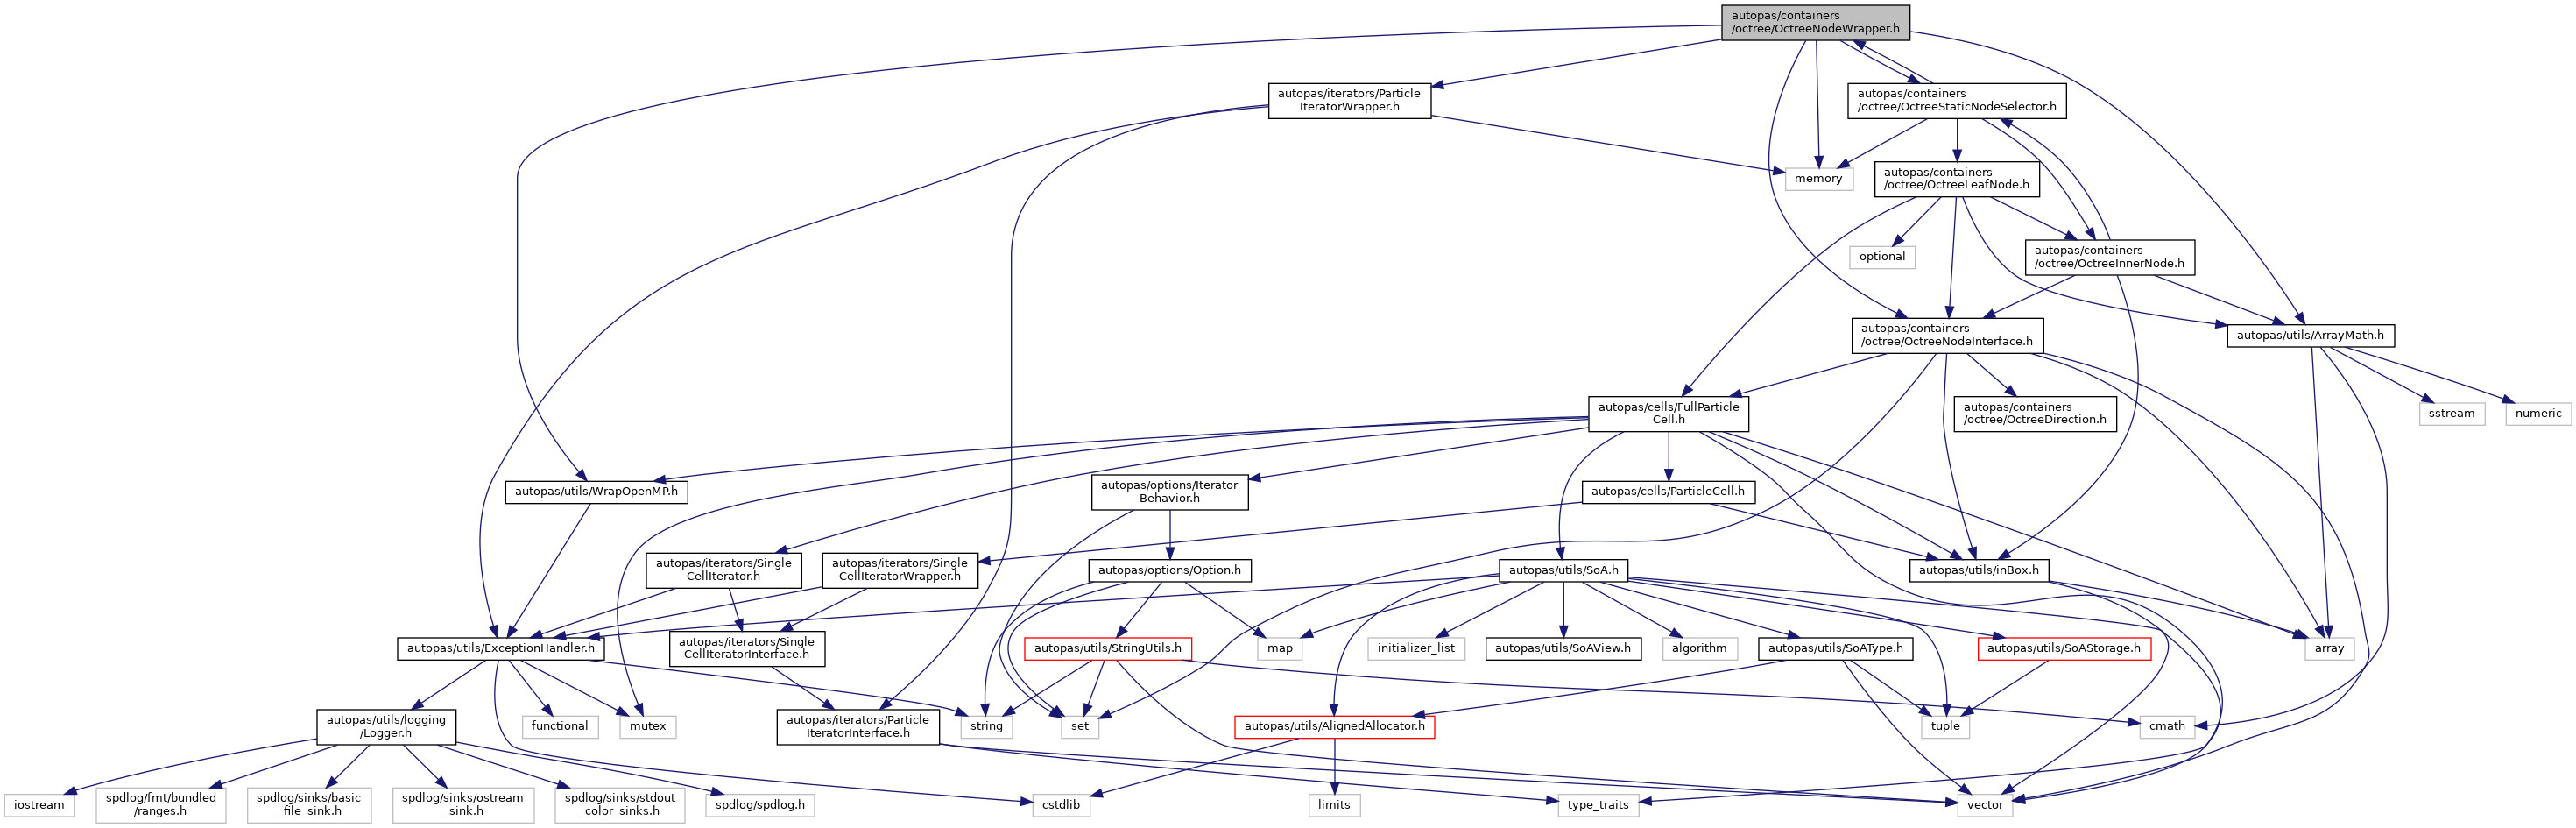 autopas/containers
/octree/OctreeNodeWrapper.h
autopas/iterators/Particle
IteratorWrapper.h
autopas/containers
/octree/OctreeStaticNodeSelector.h
memory
autopas/containers
/octree/OctreeLeafNode.h
optional
autopas/containers
/octree/OctreeInnerNode.h
autopas/containers
/octree/OctreeNodeInterface.h
autopas/utils/ArrayMath.h
autopas/cells/FullParticle
Cell.h
autopas/containers
/octree/OctreeDirection.h
sstream
numeric
autopas/utils/WrapOpenMP.h
autopas/options/Iterator
Behavior.h
autopas/cells/ParticleCell.h
autopas/iterators/Single
CellIterator.h
autopas/iterators/Single
CellIteratorWrapper.h
autopas/options/Option.h
autopas/utils/SoA.h
autopas/utils/inBox.h
autopas/utils/ExceptionHandler.h
autopas/iterators/Single
CellIteratorInterface.h
autopas/utils/StringUtils.h
map
initializer_list
autopas/utils/SoAView.h
algorithm
autopas/utils/SoAType.h
autopas/utils/SoAStorage.h
array
autopas/utils/logging
/Logger.h
functional
mutex
autopas/iterators/Particle
IteratorInterface.h
string
set
autopas/utils/AlignedAllocator.h
tuple
cmath
iostream
spdlog/fmt/bundled
/ranges.h
spdlog/sinks/basic
_file_sink.h
spdlog/sinks/ostream
_sink.h
spdlog/sinks/stdout
_color_sinks.h
spdlog/spdlog.h
cstdlib
limits
type_traits
vector